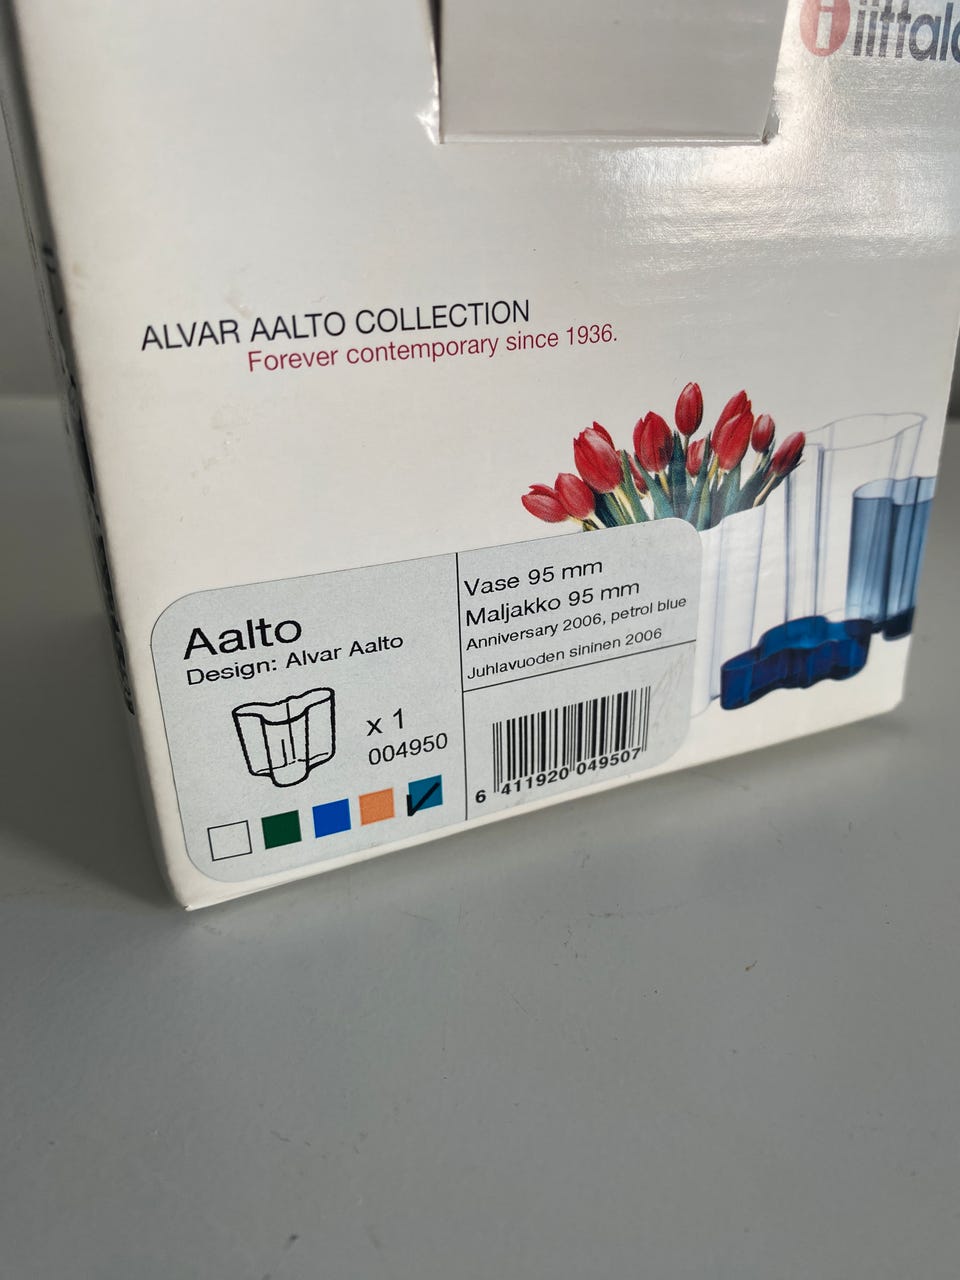 iittala
ALVAR AALTO COLLECTION
Forever contemporary since 1936.
Aalto
Design: Alvar Aalto
x 1
004950
Vase 95 mm
Maljakko 95 mm
Anniversary 2006, petrol blue
Juhlavuoden sininen 2006
6 411920 049507